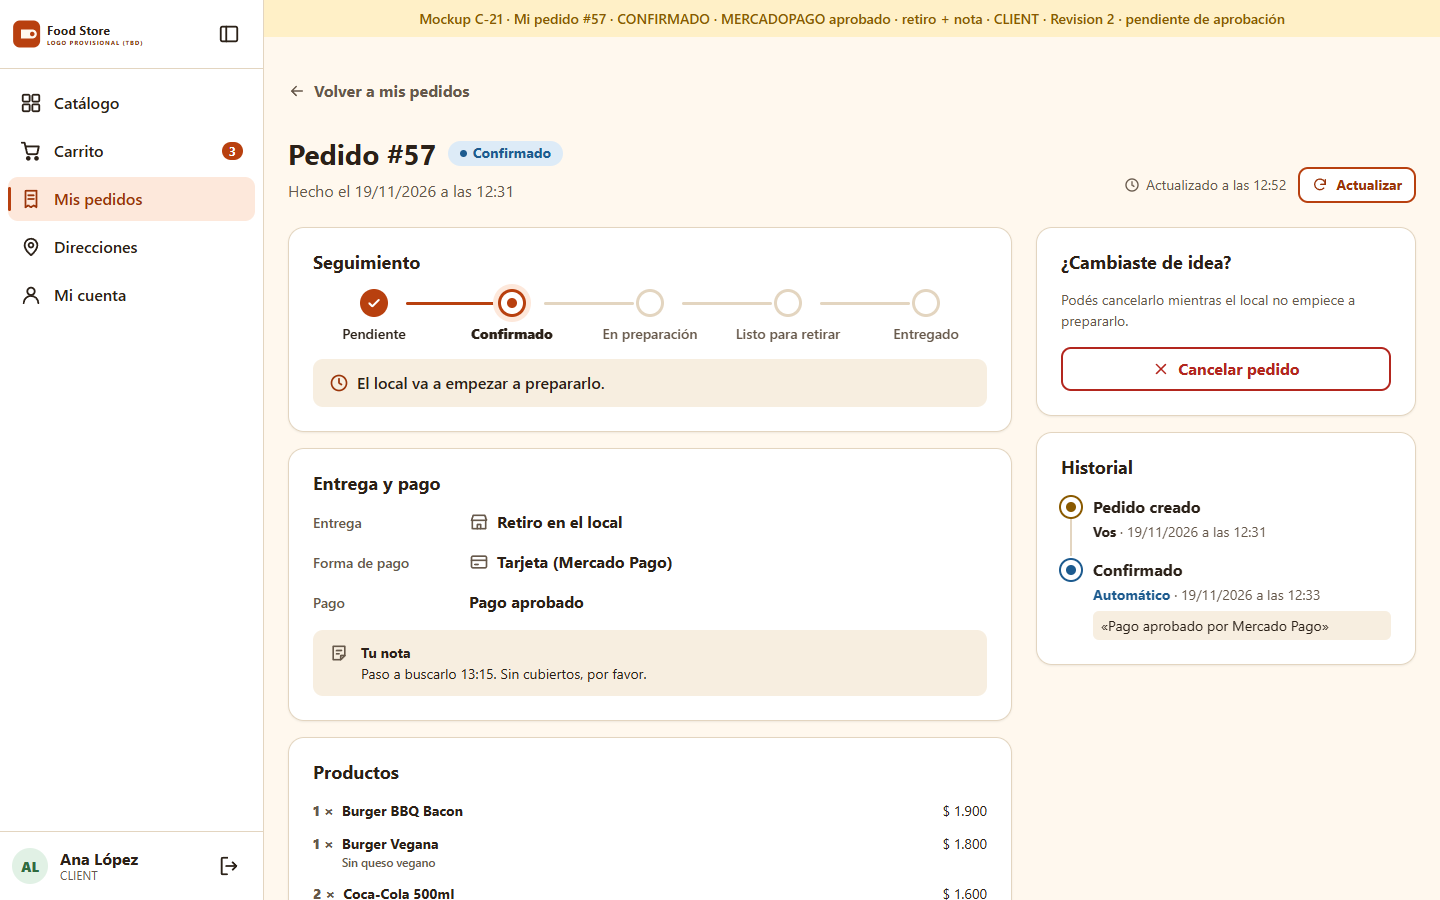 Mockup C-21 · Mi pedido #57 · CONFIRMADO · MERCADOPAGO aprobado · retiro + nota · CLIENT · Revision 2 · pendiente de aprobación
Food Store
LOGO PROVISIONAL (TBD)
Catálogo
Carrito 3
Mis pedidos
Direcciones
Mi cuenta
AL
Ana López
CLIENT
Volver a mis pedidos
Pedido #57
Confirmado
Hecho el 19/11/2026 a las 12:31
Actualizado a las 12:52
Actualizar
Seguimiento
Pendiente
Confirmado
En preparación
Listo para retirar
Entregado
El local va a empezar a prepararlo.
Entrega y pago
Entrega Retiro en el local
Forma de pago Tarjeta (Mercado Pago)
Pago Pago aprobado
Tu nota
Paso a buscarlo 13:15. Sin cubiertos, por favor.
Productos
1 × Burger BBQ Bacon $ 1.900
1 × Burger Vegana $ 1.800
Sin queso vegano
2 × Coca-Cola 500ml $ 1.600
¿Cambiaste de idea?
Podés cancelarlo mientras el local no empiece a
prepararlo.
Cancelar pedido
Historial
Pedido creado
Vos · 19/11/2026 a las 12:31
Confirmado
Automático · 19/11/2026 a las 12:33
«Pago aprobado por Mercado Pago»